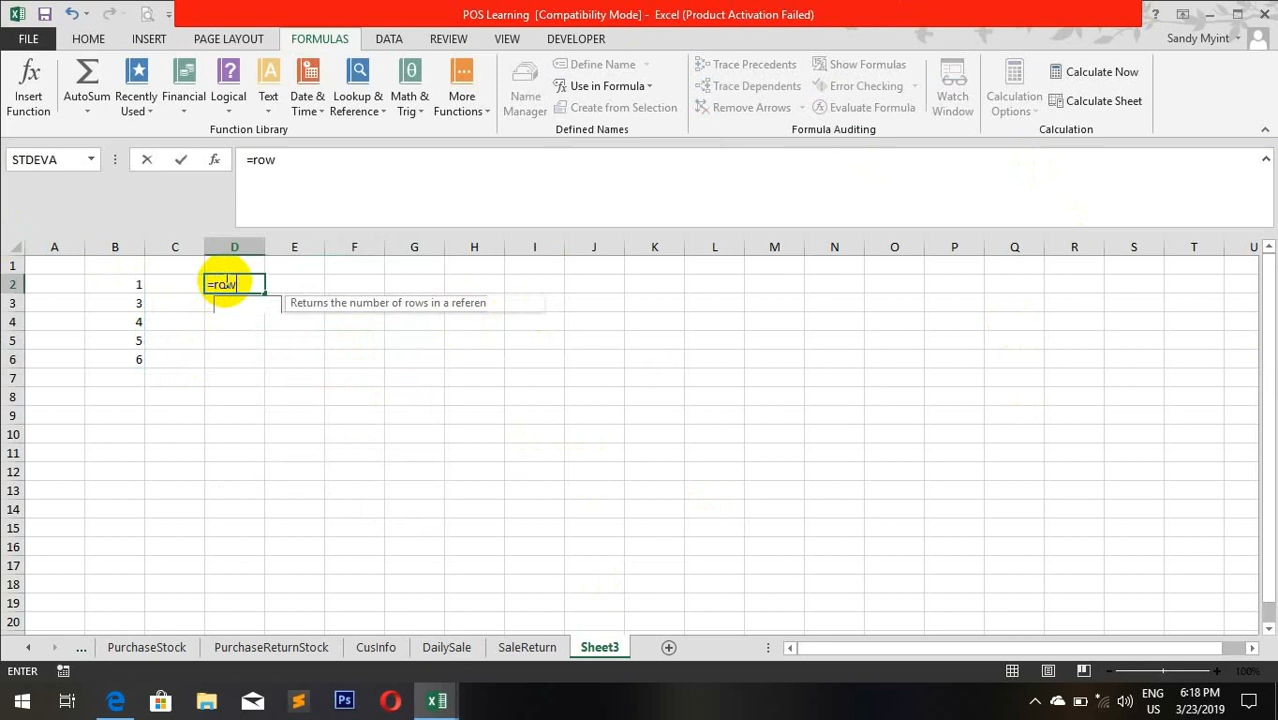 POS Learning [Compatibility Mode] - Excel (Product Activation Failed)
?
FILE HOME INSERT PAGE LAYOUT FORMULAS DATA REVIEW VIEW DEVELOPER
Sandy Myint
Insert Function
AutoSum
Recently Used
Financial
Logical
Text
Date & Time
Lookup & Reference
Math & Trig
More Functions
Function Library
Name Manager
Define Name
Use in Formula
Create from Selection
Defined Names
Trace Precedents
Trace Dependents
Remove Arrows
Show Formulas
Error Checking
Evaluate Formula
Formula Auditing
Watch Window
Calculation Options
Calculate Now
Calculate Sheet
Calculation
STDEVA
fx
=row
A B C D E F G H I J K L M N O P Q R S T U
1
2 1 =row
3 3 Returns the number of rows in a referen
4 4
5 5
6 6
7
8
9
10
11
12
13
14
15
16
17
18
19
20
... PurchaseStock PurchaseReturnStock CusInfo DailySale SaleReturn Sheet3
ENTER
100%
Ps
ENG
US
6:18 PM
3/23/2019